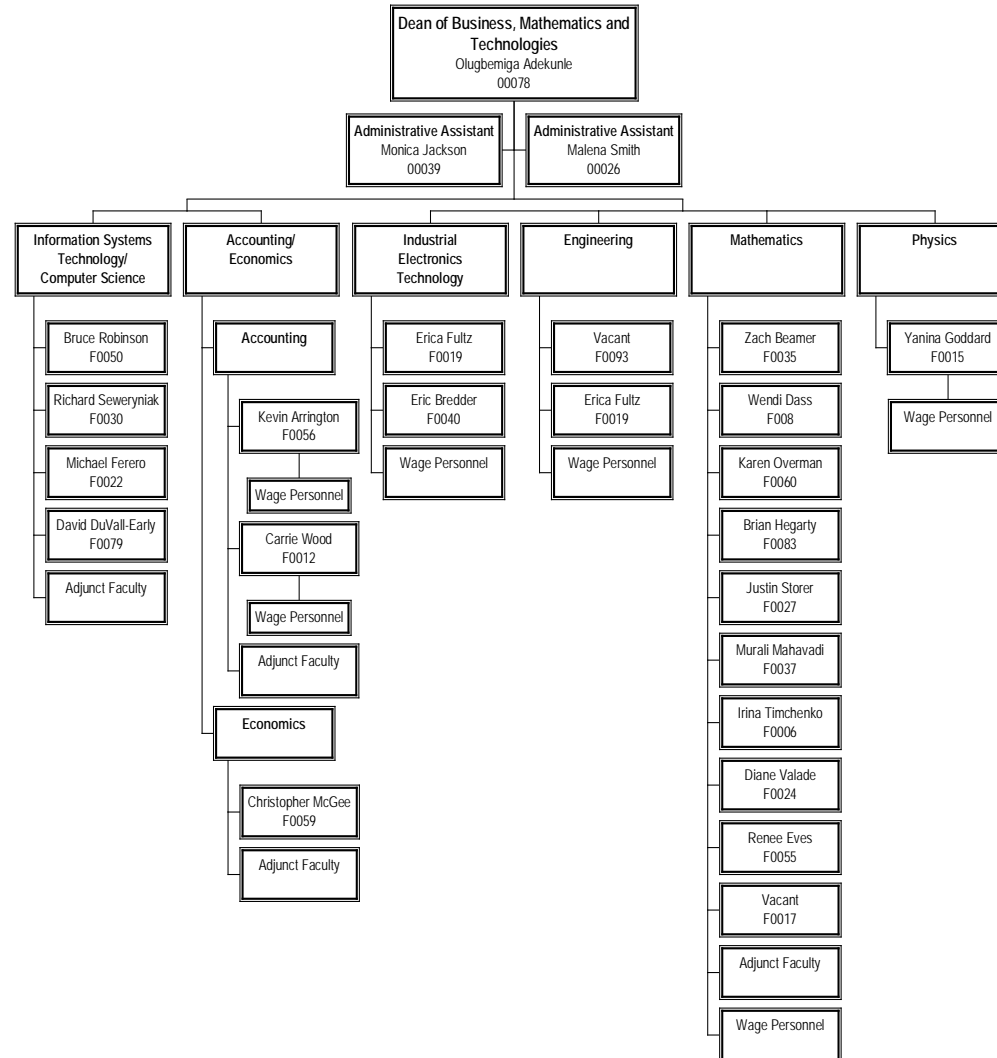 Dean of Business, Mathematics and
Technologies
Olugbemiga Adekunle
00078
Administrative Assistant
Monica Jackson
00039
Administrative Assistant
Malena Smith
00026
Information Systems
Technology/
Computer Science
Bruce Robinson
F0050
Richard Seweryniak
F0030
Michael Ferero
F0022
David DuVall-Early
F0079
Adjunct Faculty
Accounting/
Economics
Accounting
Kevin Arrington
F0056
Wage Personnel
Carrie Wood
F0012
Wage Personnel
Adjunct Faculty
Economics
Christopher McGee
F0059
Adjunct Faculty
Industrial
Electronics
Technology
Erica Fultz
F0019
Eric Bredder
F0040
Wage Personnel
Engineering
Vacant
F0093
Erica Fultz
F0019
Wage Personnel
Mathematics
Zach Beamer
F0035
Wendi Dass
F008
Karen Overman
F0060
Brian Hegarty
F0083
Justin Storer
F0027
Murali Mahavadi
F0037
Irina Timchenko
F0006
Diane Valade
F0024
Renee Eves
F0055
Vacant
F0017
Adjunct Faculty
Wage Personnel
Physics
Yanina Goddard
F0015
Wage Personnel